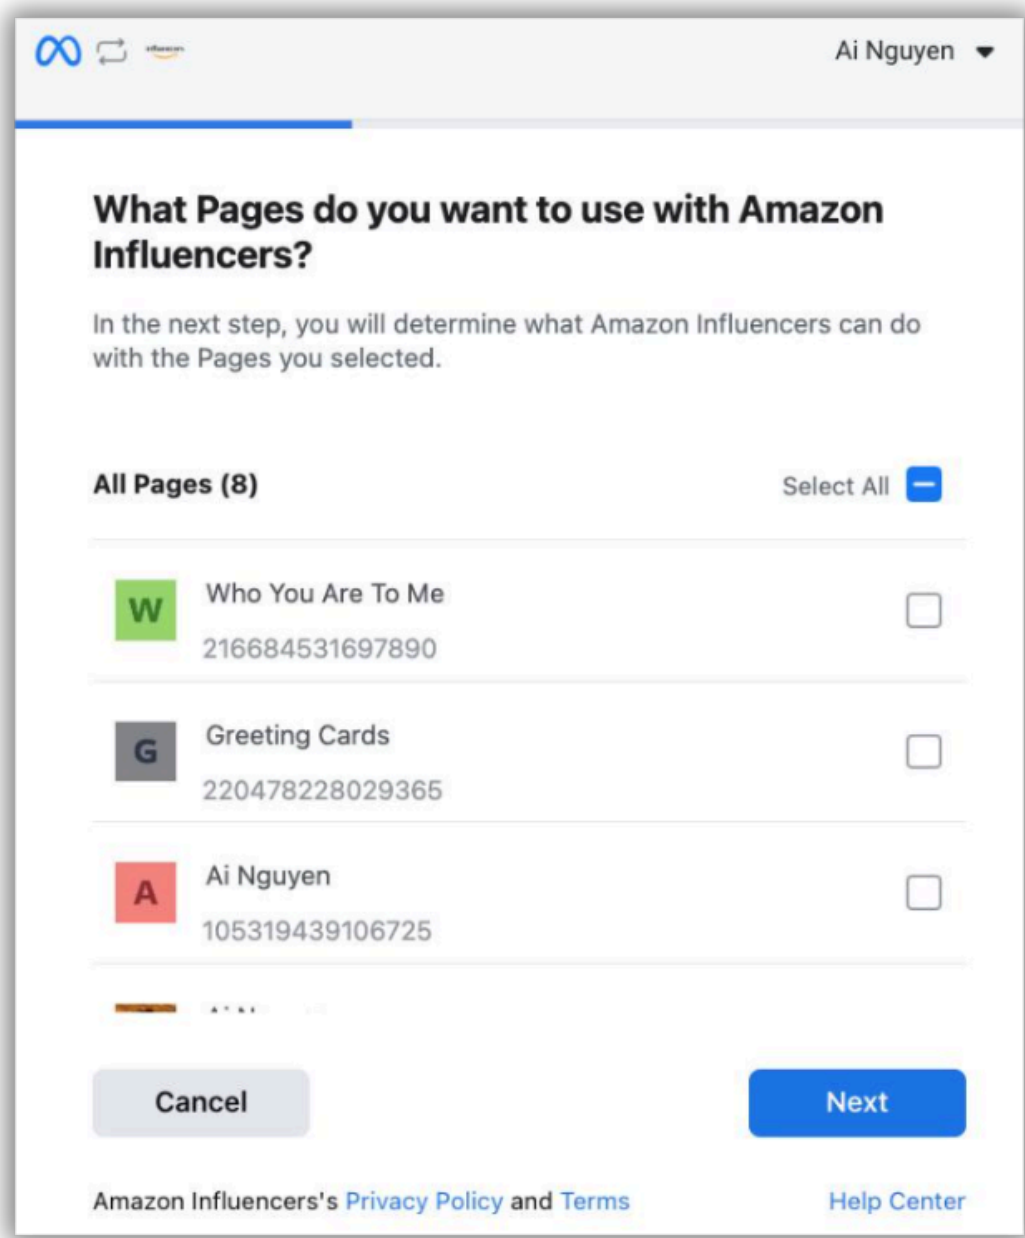 Ai Nguyen
What Pages do you want to use with Amazon
Influencers?
In the next step, you will determine what Amazon Influencers can do
with the Pages you selected.
All Pages (8)
Select All
W
Who You Are To Me
216684531697890
G
Greeting Cards
220478228029365
A
Ai Nguyen
105319439106725
Cancel
Next
Amazon Influencers's Privacy Policy and Terms
Help Center